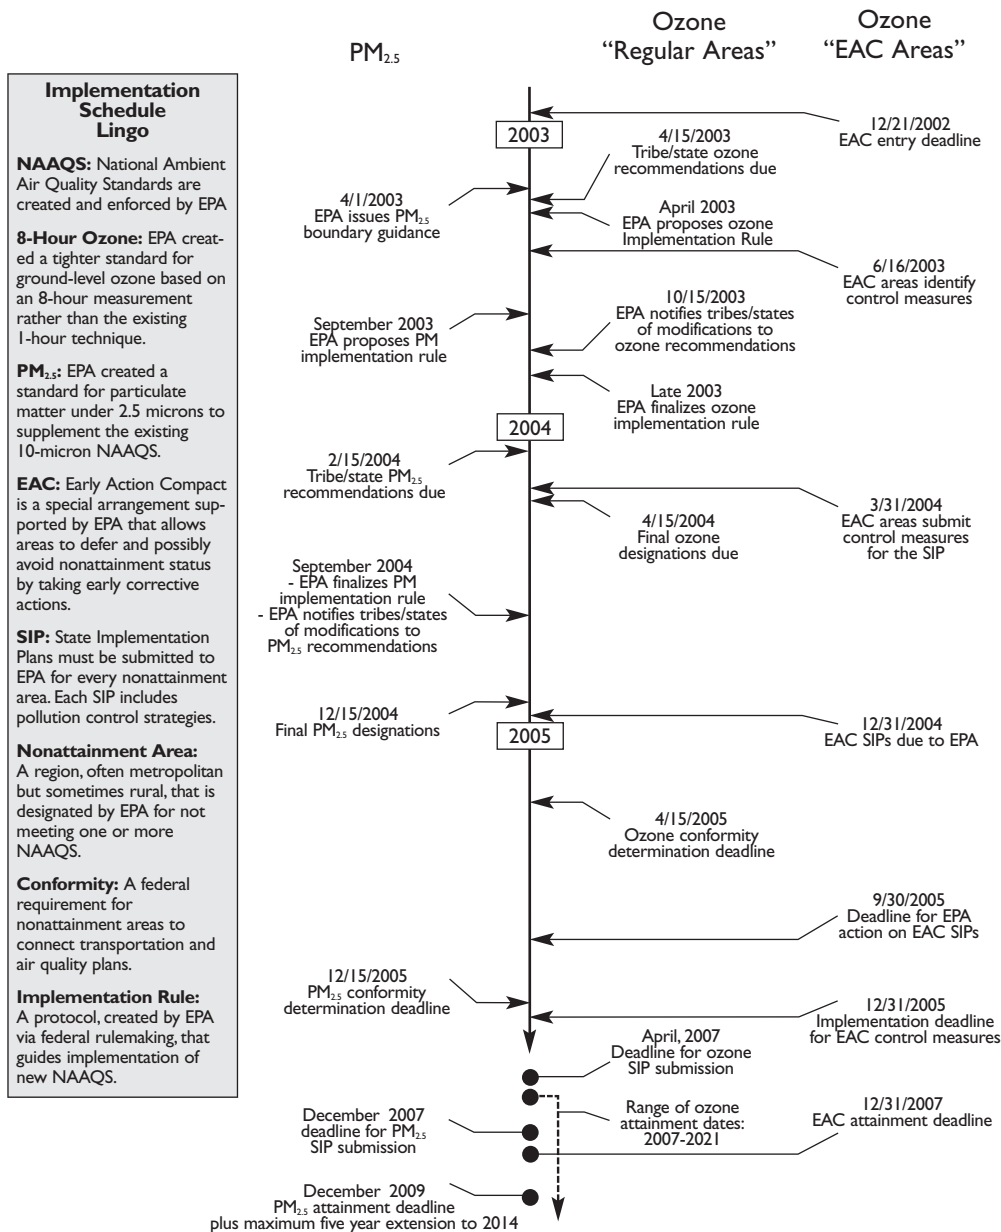 PM2.5
Ozone
“Regular Areas”
Ozone
“EAC Areas”
Implementation
Schedule
Lingo
NAAQS: National Ambient
Air Quality Standards are
created and enforced by EPA
8-Hour Ozone: EPA creat-
ed a tighter standard for
ground-level ozone based on
an 8-hour measurement
rather than the existing
1-hour technique.
PM2.5: EPA created a
standard for particulate
matter under 2.5 microns to
supplement the existing
10-micron NAAQS.
EAC: Early Action Compact
is a special arrangement sup-
ported by EPA that allows
areas to defer and possibly
avoid nonattainment status
by taking early corrective
actions.
SIP: State Implementation
Plans must be submitted to
EPA for every nonattainment
area. Each SIP includes
pollution control strategies.
Nonattainment Area:
A region, often metropolitan
but sometimes rural, that is
designated by EPA for not
meeting one or more
NAAQS.
Conformity: A federal
requirement for
nonattainment areas to
connect transportation and
air quality plans.
Implementation Rule:
A protocol, created by EPA
via federal rulemaking, that
guides implementation of
new NAAQS.
12/21/2002
EAC entry deadline
2003
4/15/2003
Tribe/state ozone
recommendations due
4/1/2003
EPA issues PM2.5
boundary guidance
April 2003
EPA proposes ozone
Implementation Rule
6/16/2003
EAC areas identify
control measures
September 2003
EPA proposes PM
implementation rule
10/15/2003
EPA notifies tribes/states
of modifications to
ozone recommendations
Late 2003
EPA finalizes ozone
implementation rule
2004
2/15/2004
Tribe/state PM2.5
recommendations due
3/31/2004
EAC areas submit
control measures
for the SIP
4/15/2004
Final ozone
designations due
September 2004
- EPA finalizes PM
implementation rule
- EPA notifies tribes/states
of modifications to
PM2.5 recommendations
12/15/2004
Final PM2.5 designations
12/31/2004
EAC SIPs due to EPA
2005
4/15/2005
Ozone conformity
determination deadline
9/30/2005
Deadline for EPA
action on EAC SIPs
12/15/2005
PM2.5 conformity
determination deadline
12/31/2005
Implementation deadline
for EAC control measures
April, 2007
Deadline for ozone
SIP submission
Range of ozone
attainment dates:
2007-2021
12/31/2007
EAC attainment deadline
December 2007
deadline for PM2.5
SIP submission
December 2009
PM2.5 attainment deadline
plus maximum five year extension to 2014